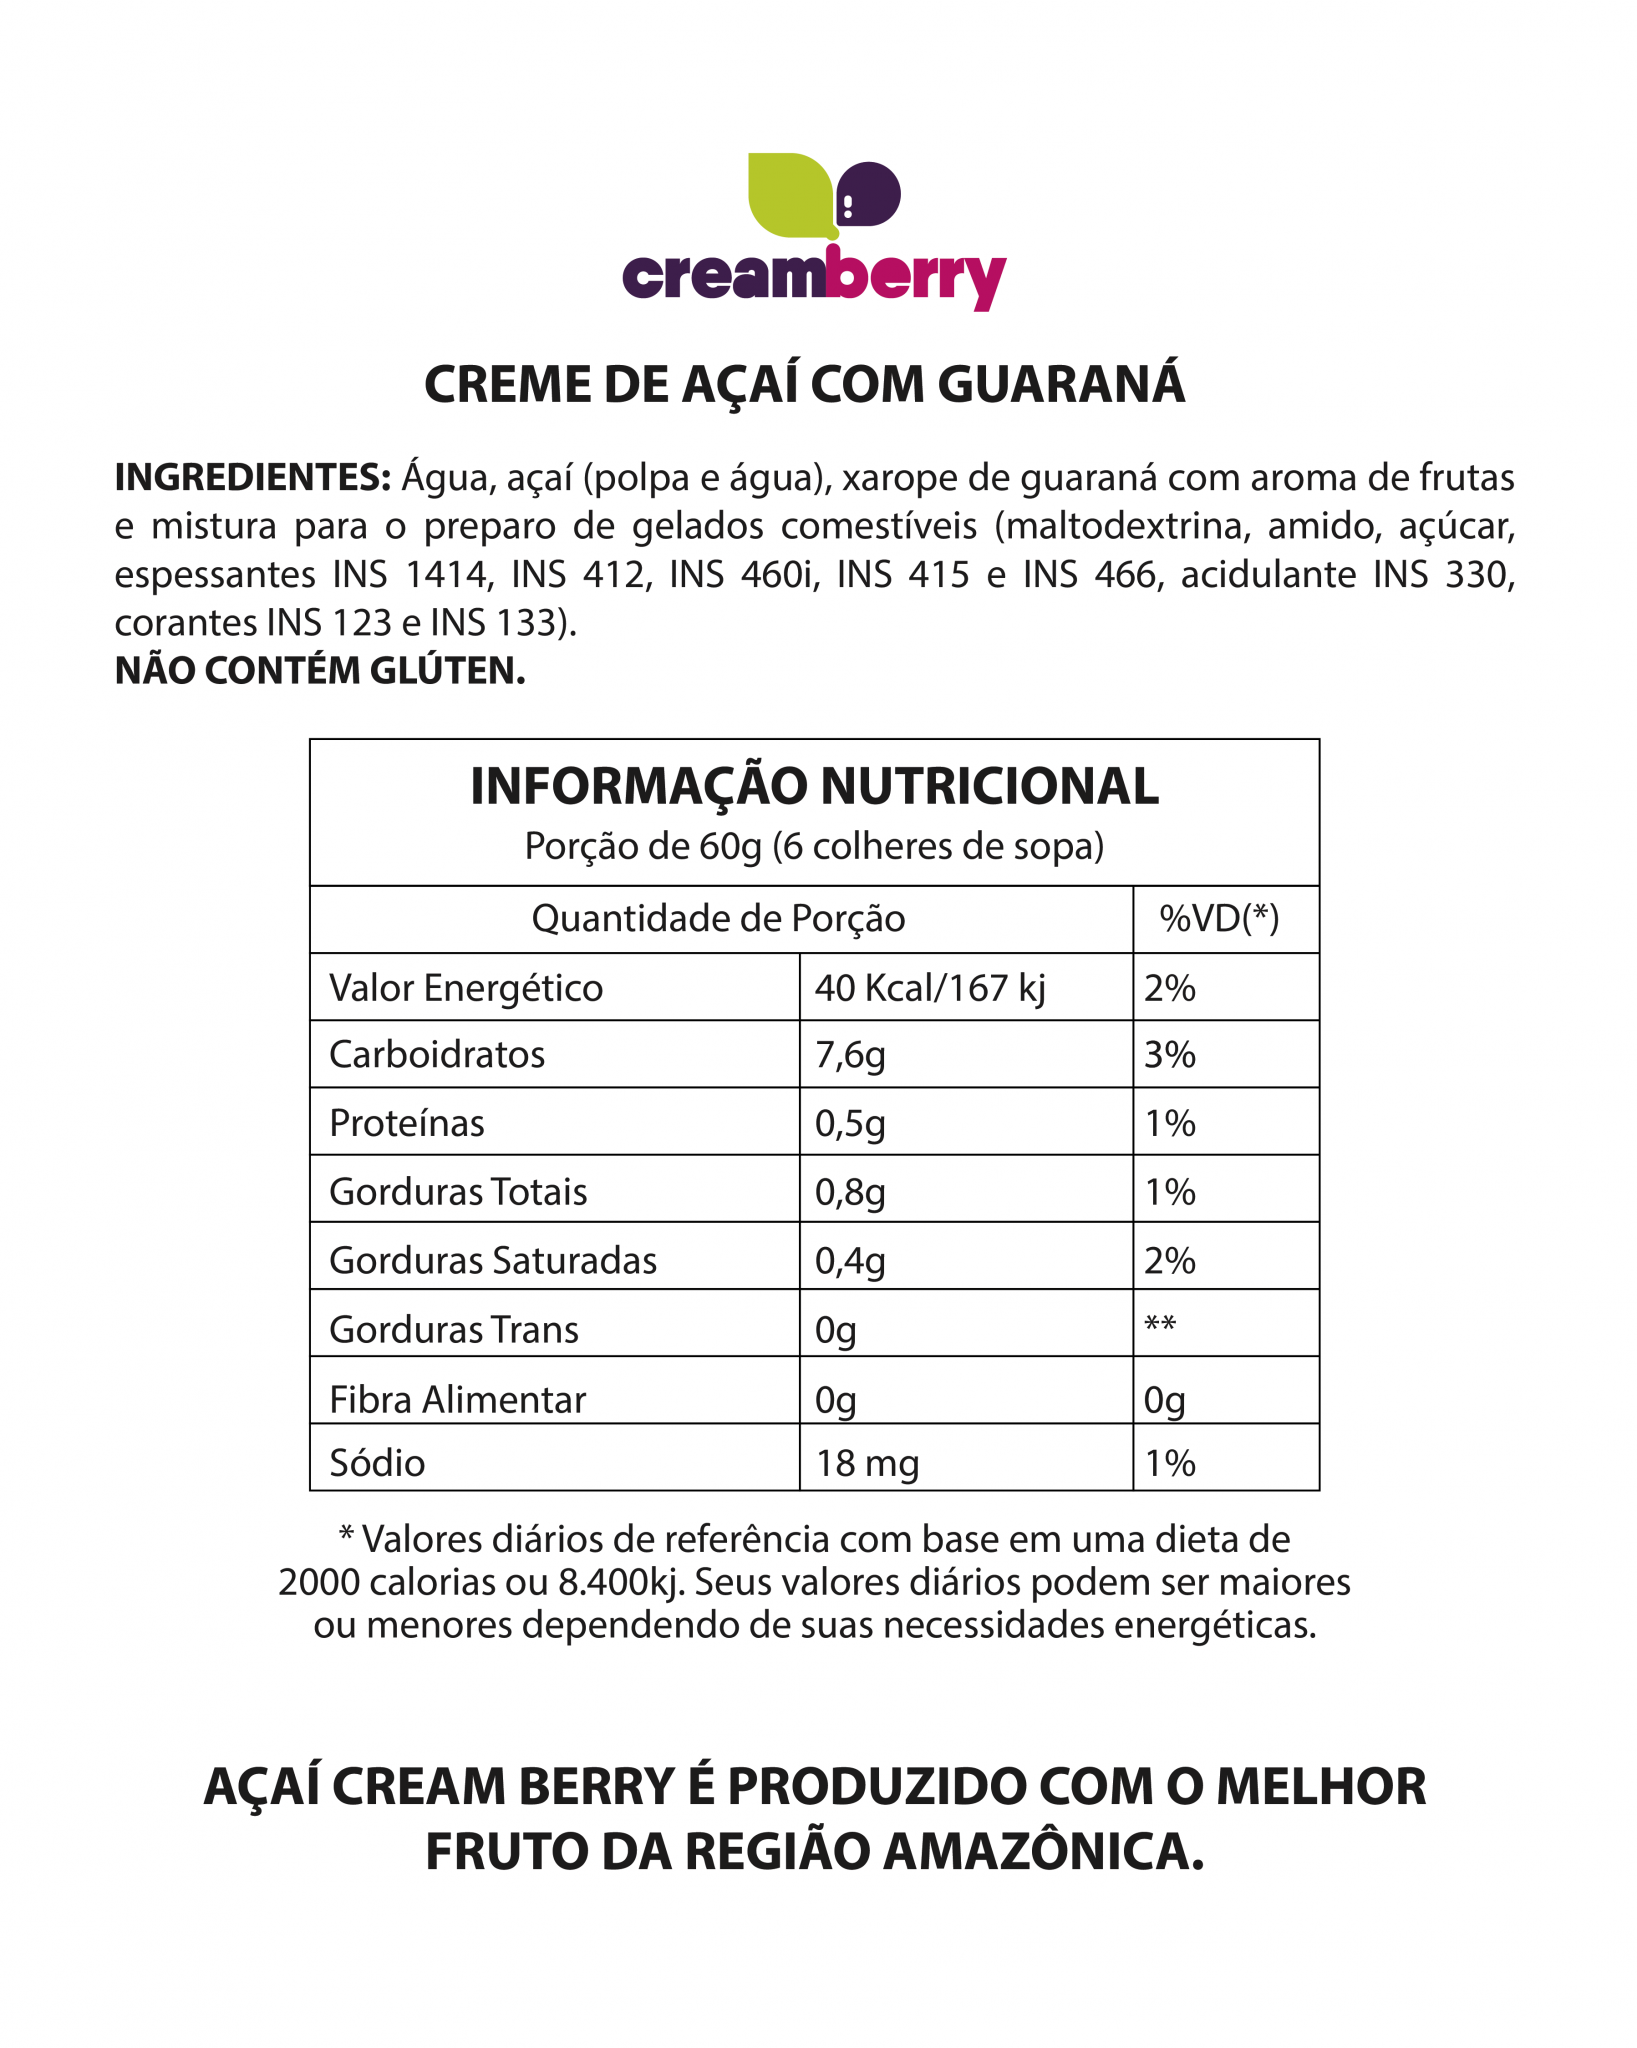 creamberry
CREME DE AÇAÍ COM GUARANÁ
INGREDIENTES: Água, açaí (polpa e água), xarope de guaraná com aroma de frutas
e mistura para o preparo de gelados comestíveis (maltodextrina, amido, açúcar,
espessantes INS 1414, INS 412, INS 460i, INS 415 e INS 466, acidulante INS 330,
corantes INS 123 e INS 133).
NÃO CONTÉM GLÚTEN.
INFORMAÇÃO NUTRICIONAL
Porção de 60g (6 colheres de sopa)
Quantidade de Porção %VD(*)
Valor Energético 40 Kcal/167 kj 2%
Carboidratos 7,6g 3%
Proteínas 0,5g 1%
Gorduras Totais 0,8g 1%
Gorduras Saturadas 0,4g 2%
Gorduras Trans 0g **
Fibra Alimentar 0g 0g
Sódio 18 mg 1%
* Valores diários de referência com base em uma dieta de
2000 calorias ou 8.400kj. Seus valores diários podem ser maiores
ou menores dependendo de suas necessidades energéticas.
AÇAÍ CREAM BERRY É PRODUZIDO COM O MELHOR
FRUTO DA REGIÃO AMAZÔNICA.